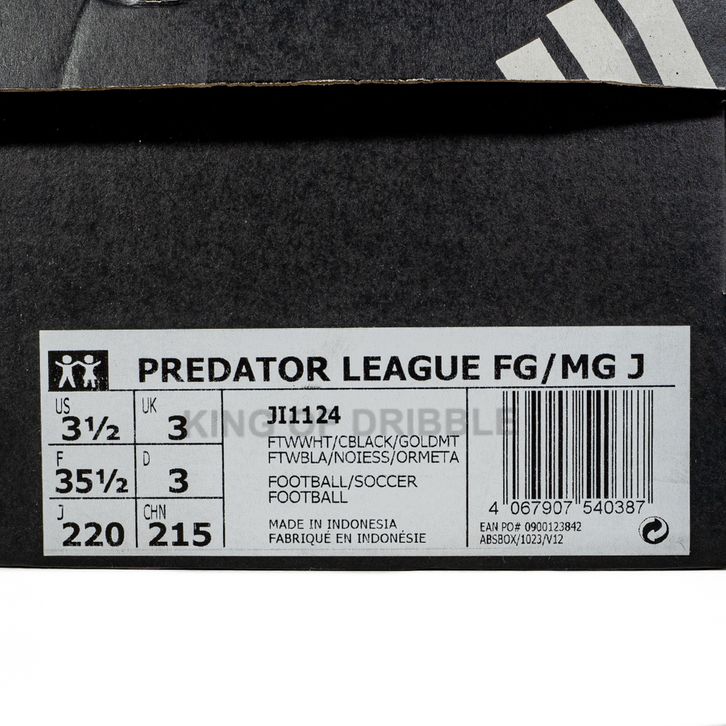 PREDATOR LEAGUE FG/MG J
US 3½ UK 3
F 35½ D 3
J 220 CHN 215
KING OF DRIBBLE
JI1124
FTWWHT/CBLACK/GOLDMT
FTWBLA/NOIESS/ORMETA
FOOTBALL/SOCCER
FOOTBALL
MADE IN INDONESIA
FABRIQUÉ EN INDONÉSIE
4 067907 540387
EAN PO# 0900123842
ABSBOX/1023/V12